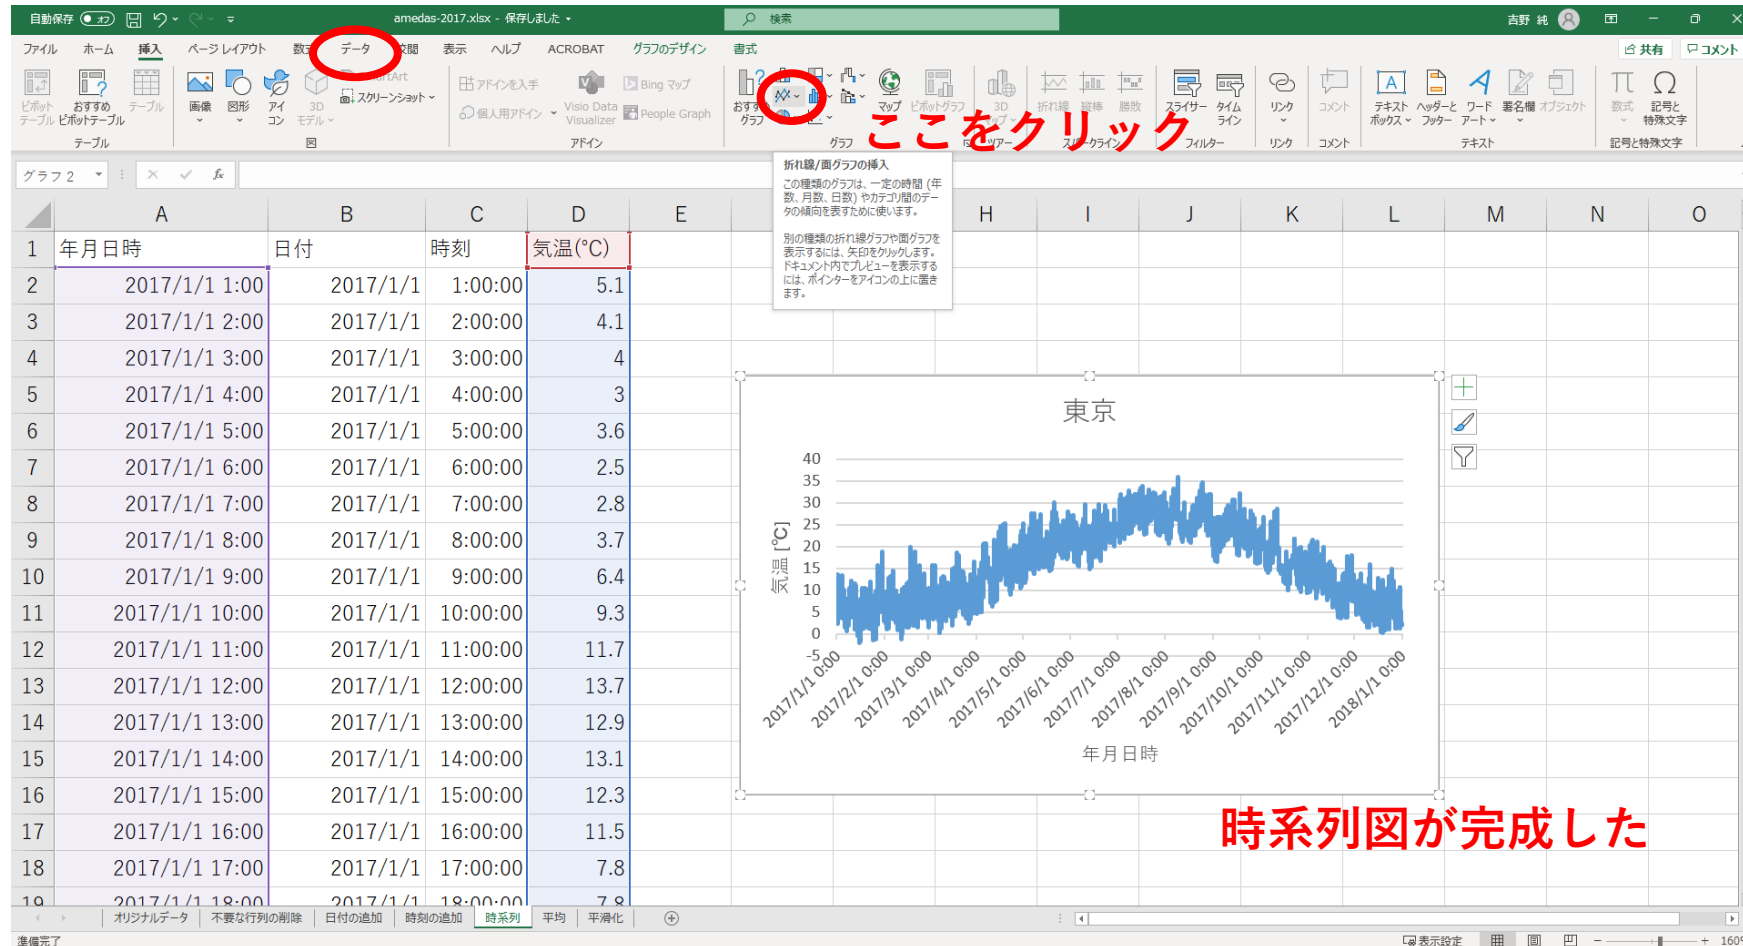 自動保存 オフ amedas-2017.xlsx - 保存しました 検索 吉野 純
ファイル ホーム 挿入 ページ レイアウト データ 校閲 表示 ヘルプ ACROBAT グラフのデザイン 書式 共有 コメント
ピボットテーブル
おすすめピボットテーブル
テーブル
画像
図形
アイコン
3Dモデル
スクリーンショット
アドインを入手
個人用アドイン
Visio Data Visualizer
Bing マップ
People Graph
おすすめグラフ
マップ
ピボットグラフ
3D
折れ線
縦棒
勝敗
スライサー
タイムライン
リンク
コメント
テキストボックス
ヘッダーとフッター
ワードアート
署名欄
オブジェクト
数式
記号と特殊文字
ここをクリック
テーブル 図 アドイン グラフ ツアー フィルター リンク コメント テキスト 記号と特殊文字
グラフ 2 fx
折れ線/面グラフの挿入
この種類のグラフは、一定の時間 (年
数、月数、日数) やカテゴリ間のデー
タの傾向を表すために使います。
別の種類の折れ線グラフや面グラフを
表示するには、矢印をクリックします。
ドキュメント内でプレビューを表示する
には、ポインターをアイコンの上に置き
ます。
A B C D E H I J K L M N O
1 年月日時 日付 時刻 気温(℃)
2 2017/1/1 1:00 2017/1/1 1:00:00 5.1
3 2017/1/1 2:00 2017/1/1 2:00:00 4.1
4 2017/1/1 3:00 2017/1/1 3:00:00 4
5 2017/1/1 4:00 2017/1/1 4:00:00 3
6 2017/1/1 5:00 2017/1/1 5:00:00 3.6
7 2017/1/1 6:00 2017/1/1 6:00:00 2.5
8 2017/1/1 7:00 2017/1/1 7:00:00 2.8
9 2017/1/1 8:00 2017/1/1 8:00:00 3.7
10 2017/1/1 9:00 2017/1/1 9:00:00 6.4
11 2017/1/1 10:00 2017/1/1 10:00:00 9.3
12 2017/1/1 11:00 2017/1/1 11:00:00 11.7
13 2017/1/1 12:00 2017/1/1 12:00:00 13.7
14 2017/1/1 13:00 2017/1/1 13:00:00 12.9
15 2017/1/1 14:00 2017/1/1 14:00:00 13.1
16 2017/1/1 15:00 2017/1/1 15:00:00 12.3
17 2017/1/1 16:00 2017/1/1 16:00:00 11.5
18 2017/1/1 17:00 2017/1/1 17:00:00 7.8
19 2017/1/1 18:00 2017/1/1 18:00:00 7.8
東京
気温 [℃]
40
35
30
25
20
15
10
5
0
-5
2017/1/1 0:00
2017/2/1 0:00
2017/3/1 0:00
2017/4/1 0:00
2017/5/1 0:00
2017/6/1 0:00
2017/7/1 0:00
2017/8/1 0:00
2017/9/1 0:00
2017/10/1 0:00
2017/11/1 0:00
2017/12/1 0:00
2018/1/1 0:00
年月日時
時系列図が完成した
オリジナルデータ 不要な行列の削除 日付の追加 時刻の追加 時系列 平均 平滑化
準備完了 表示設定 160%